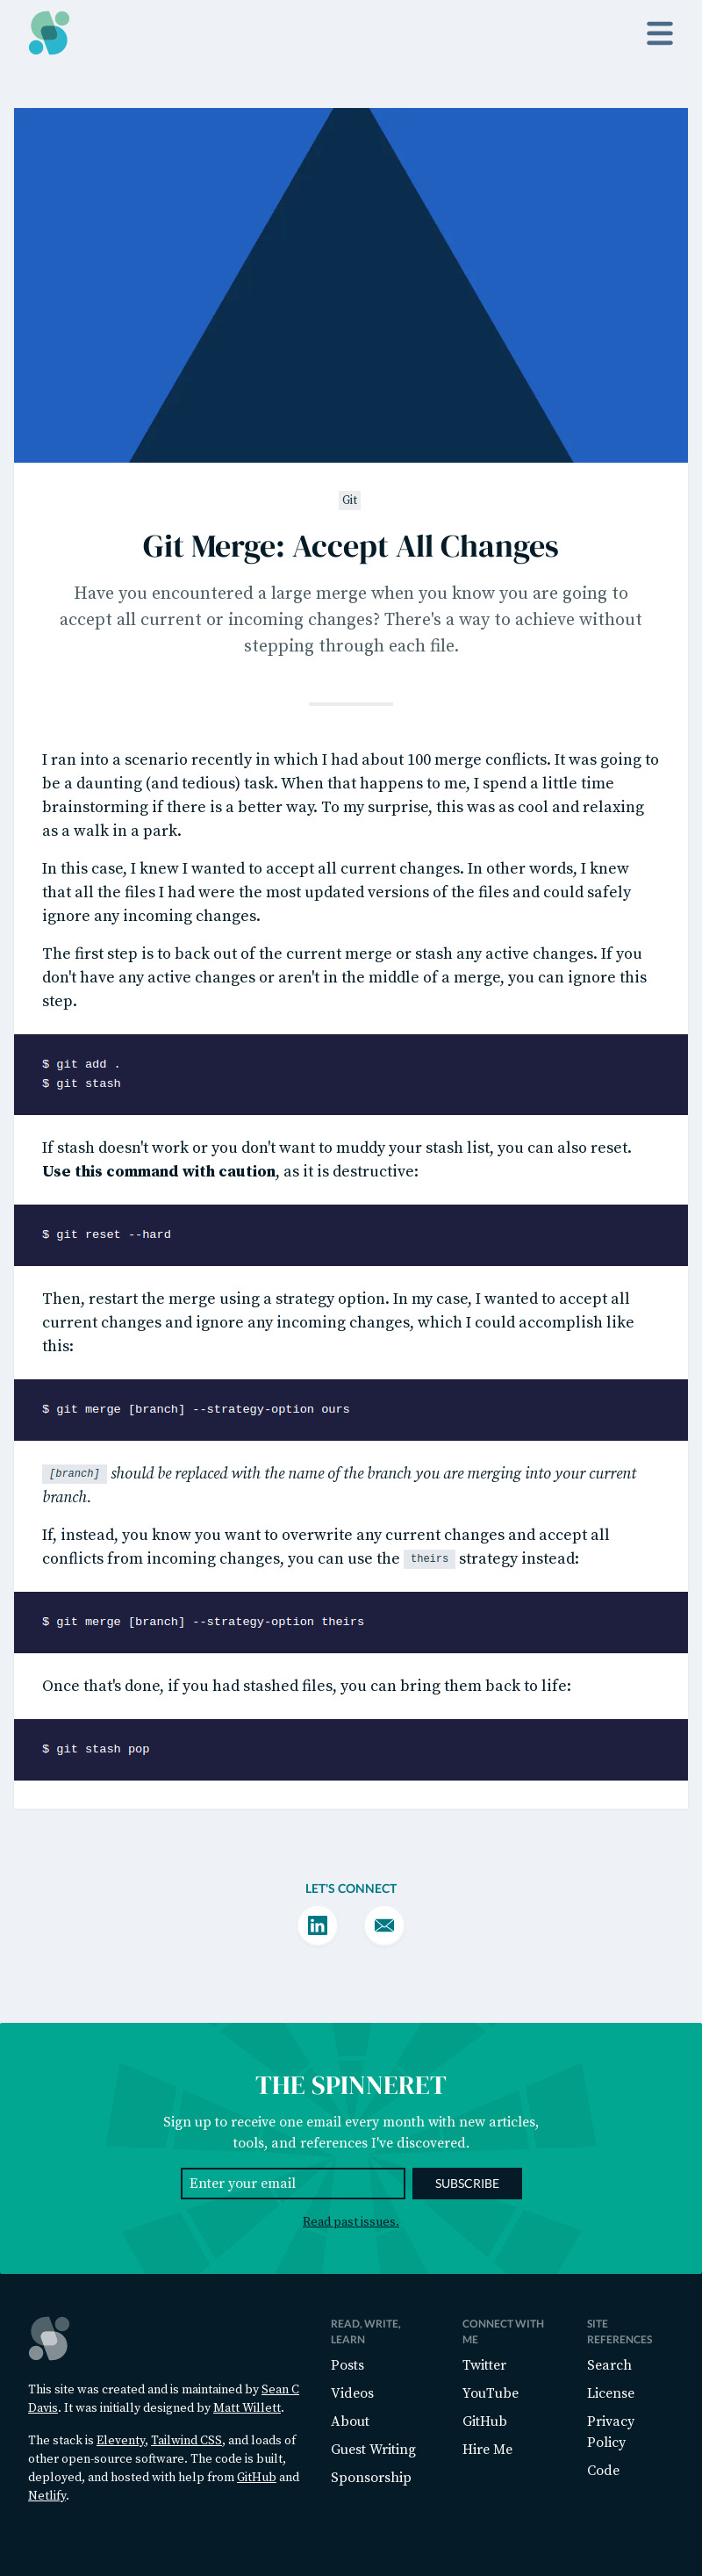 Git
Git Merge: Accept All Changes
Have you encountered a large merge when you know you are going to
accept all current or incoming changes? There's a way to achieve without
stepping through each file.
I ran into a scenario recently in which I had about 100 merge conflicts. It was going to
be a daunting (and tedious) task. When that happens to me, I spend a little time
brainstorming if there is a better way. To my surprise, this was as cool and relaxing
as a walk in a park.
In this case, I knew I wanted to accept all current changes. In other words, I knew
that all the files I had were the most updated versions of the files and could safely
ignore any incoming changes.
The first step is to back out of the current merge or stash any active changes. If you
don't have any active changes or aren't in the middle of a merge, you can ignore this
step.
$ git add .
$ git stash
If stash doesn't work or you don't want to muddy your stash list, you can also reset.
Use this command with caution, as it is destructive:
$ git reset --hard
Then, restart the merge using a strategy option. In my case, I wanted to accept all
current changes and ignore any incoming changes, which I could accomplish like
this:
$ git merge [branch] --strategy-option ours
[branch] should be replaced with the name of the branch you are merging into your current
branch.
If, instead, you know you want to overwrite any current changes and accept all
conflicts from incoming changes, you can use the theirs strategy instead:
$ git merge [branch] --strategy-option theirs
Once that's done, if you had stashed files, you can bring them back to life:
$ git stash pop
LET'S CONNECT
THE SPINNERET
Sign up to receive one email every month with new articles,
tools, and references I've discovered.
Enter your email SUBSCRIBE
Read past issues.
This site was created and is maintained by Sean C
Davis. It was initially designed by Matt Willett.
The stack is Eleventy, Tailwind CSS, and loads of
other open-source software. The code is built,
deployed, and hosted with help from GitHub and
Netlify.
READ, WRITE,
LEARN
Posts
Videos
About
Guest Writing
Sponsorship
CONNECT WITH
ME
Twitter
YouTube
GitHub
Hire Me
SITE
REFERENCES
Search
License
Privacy
Policy
Code